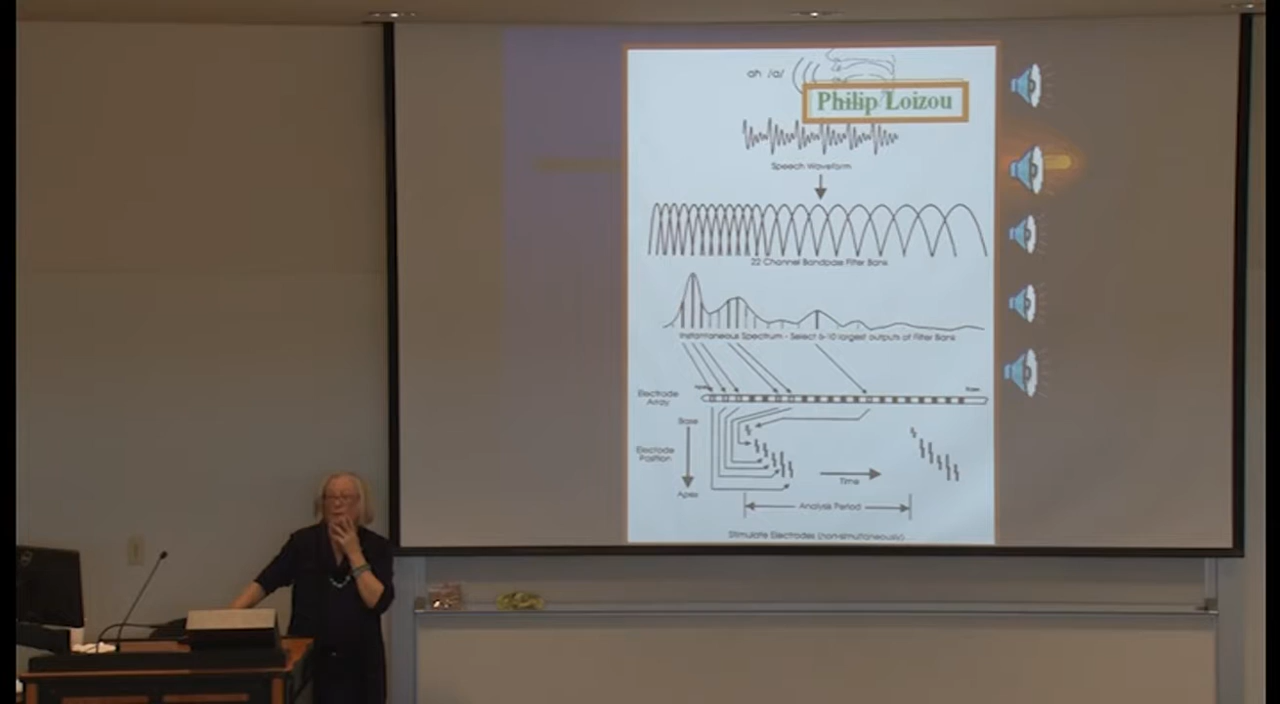 ah /a/
Philip Loizou
Speech Waveform
22 Channel Bandpass Filter Bank
Instantaneous Spectrum - Select 6-10 largest outputs of Filter Bank
Electrode
Array
Base
Electrode
Position
Apex
Time
Analysis Period
Stimulate Electrodes (non-simultaneously)